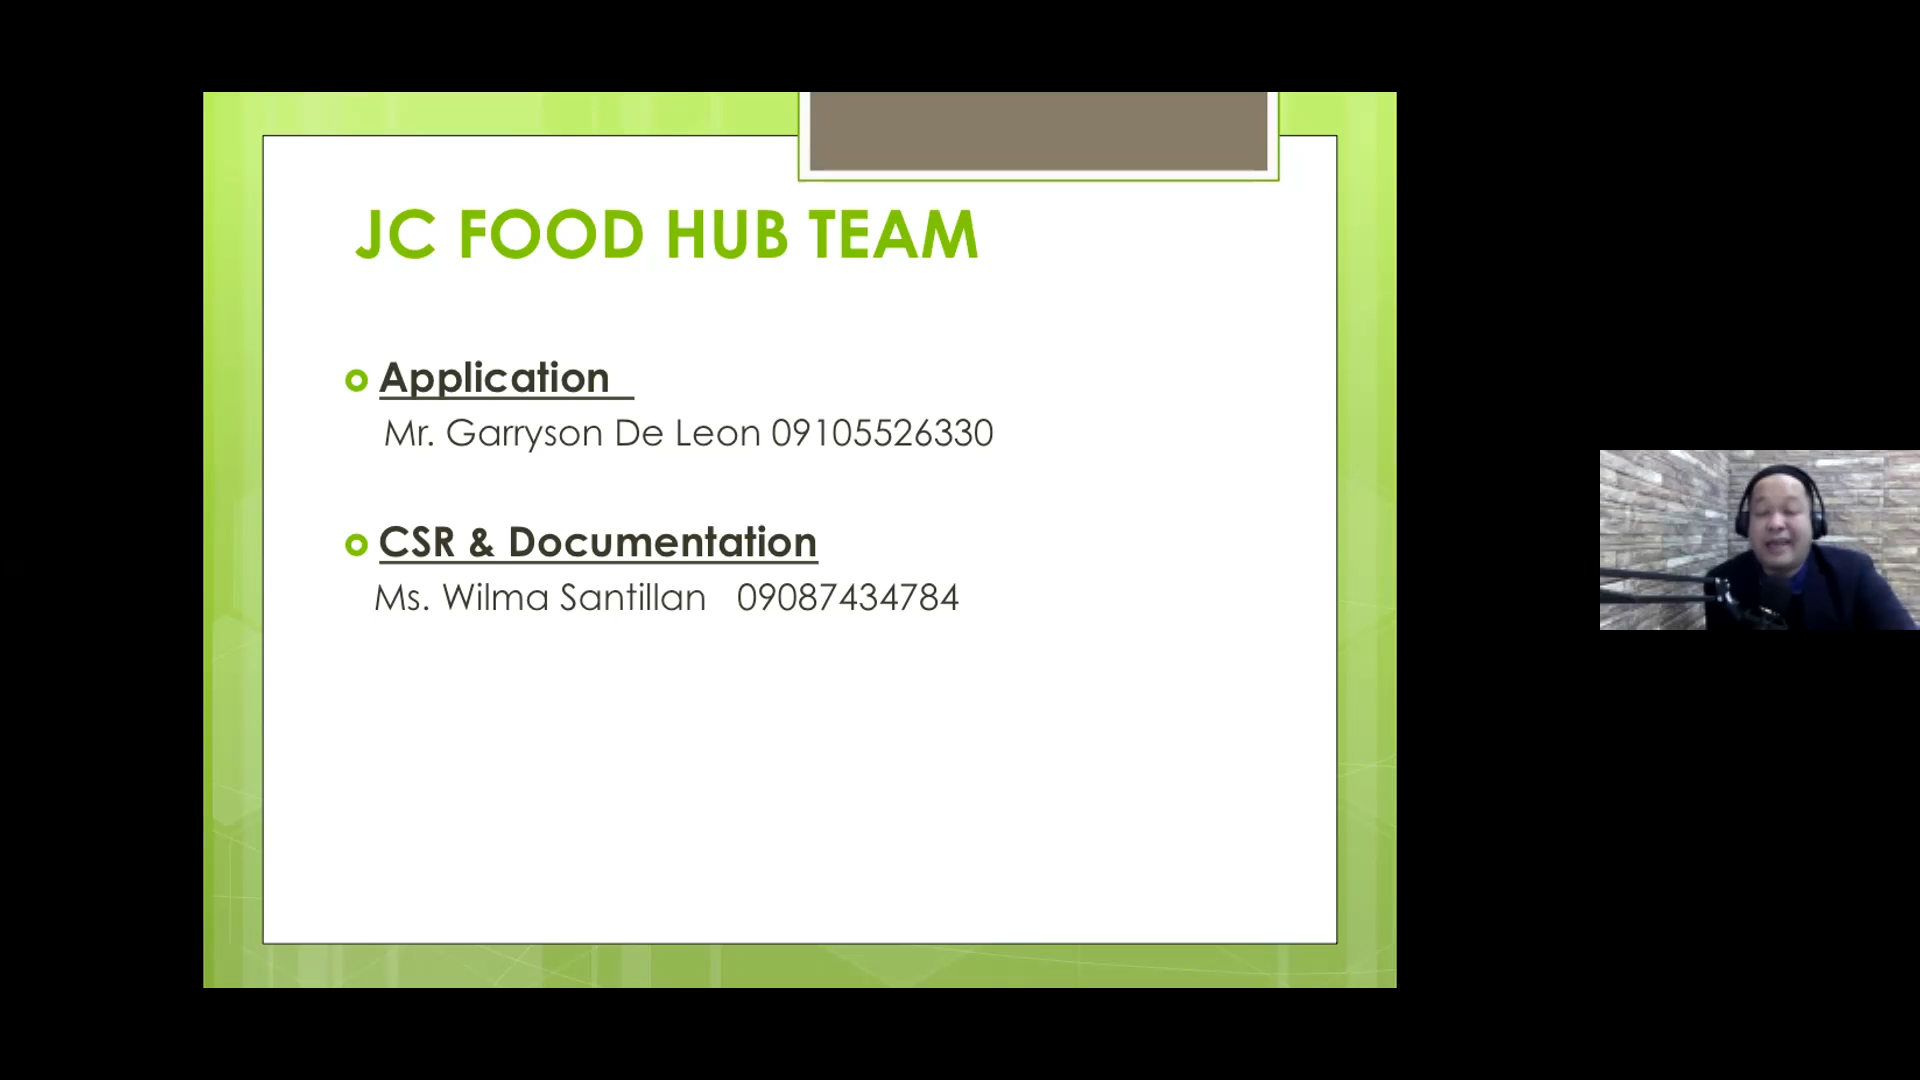 JC FOOD HUB TEAM
Application
Mr. Garryson De Leon 09105526330
CSR & Documentation
Ms. Wilma Santillan 09087434784